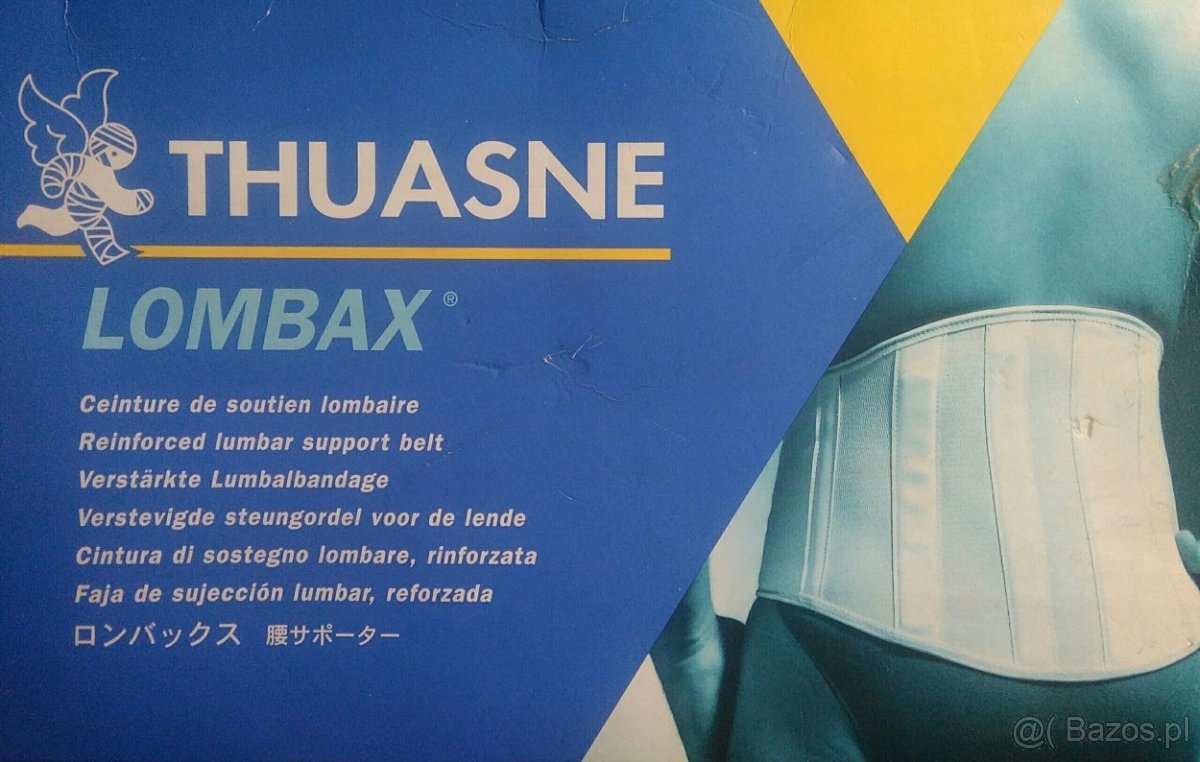 THUASNE
LOMBAX®
Ceinture de soutien lombaire
Reinforced lumbar support belt
Verstärkte Lumbalbandage
Verstevigde steungordel voor de lende
Cintura di sostegno lombare, rinforzata
Faja de sujección lumbar, reforzada
ロンバックス 腰サポーター
@( Bazos.pl